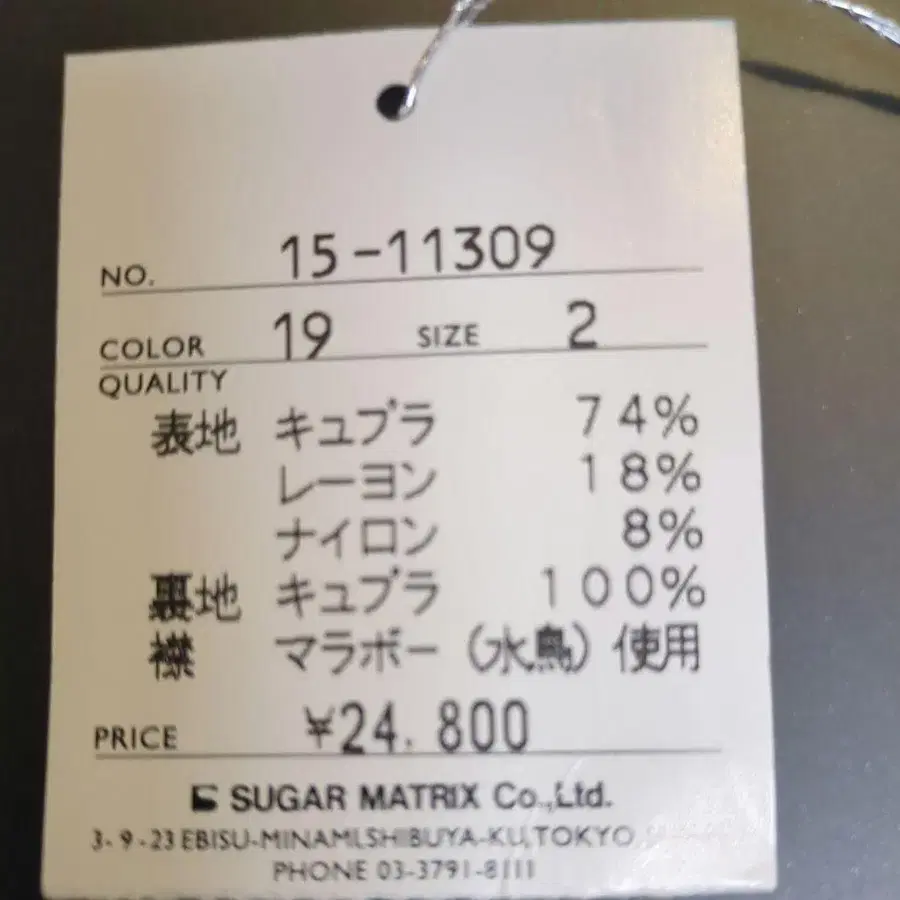 NO. 15-11309
COLOR 19 SIZE 2
QUALITY
表地 キュプラ 74%
レーヨン 18%
ナイロン 8%
裏地 キュプラ 100%
襟 マラボー(水鳥)使用
PRICE ¥24.800
SUGAR MATRIX Co.,Ltd.
3-9-23 EBISU-MINAMI,SHIBUYA-KU,TOKYO
PHONE 03-3791-8111